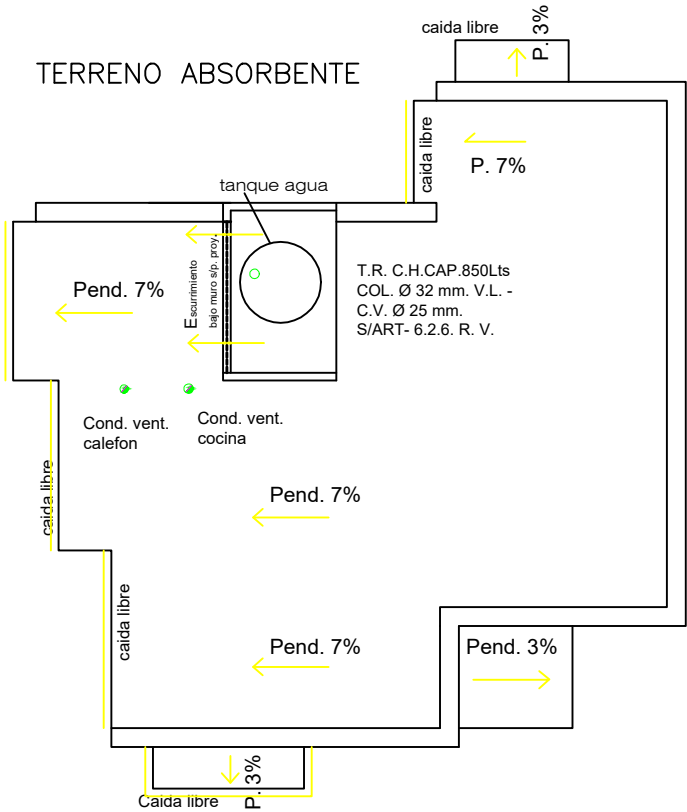 caida libre
P. 3%
TERRENO ABSORBENTE
caida libre
P. 7%
tanque agua
Escurrimiento
bajo muro s/p. proy.
T.R. C.H.CAP.850Lts
COL. Ø 32 mm. V.L. -
C.V. Ø 25 mm.
S/ART- 6.2.6. R. V.
Pend. 7%
Cond. vent.
calefon
Cond. vent.
cocina
caida libre
Pend. 7%
caida libre
Pend. 7%
Pend. 3%
P. 3%
Caida libre